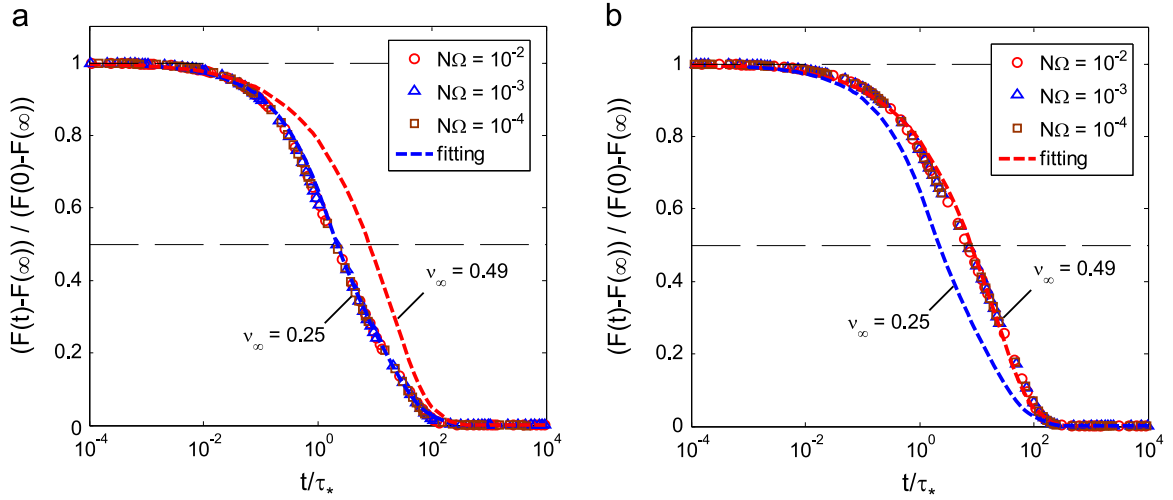 a
(F(t)-F(∞)) / (F(0)-F(∞))
1
0.8
0.6
0.4
0.2
0
10⁻⁴
10⁻²
10⁰
10²
10⁴
t/τ*
NΩ = 10⁻²
NΩ = 10⁻³
NΩ = 10⁻⁴
fitting
ν∞ = 0.49
ν∞ = 0.25
b
(F(t)-F(∞)) / (F(0)-F(∞))
1
0.8
0.6
0.4
0.2
0
10⁻⁴
10⁻²
10⁰
10²
10⁴
t/τ*
NΩ = 10⁻²
NΩ = 10⁻³
NΩ = 10⁻⁴
fitting
ν∞ = 0.49
ν∞ = 0.25